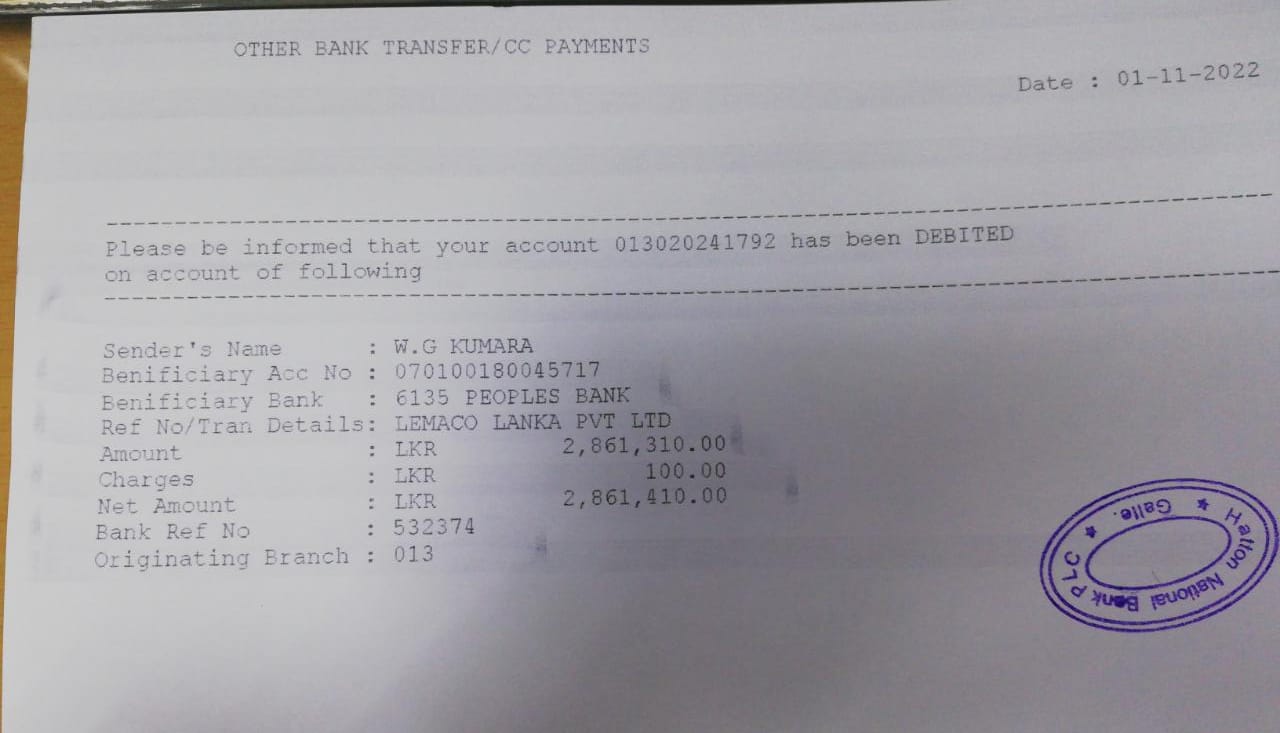 OTHER BANK TRANSFER/CC PAYMENTS
Date : 01-11-2022
--------------------------------------------------------------------------------
Please be informed that your account 013020241792 has been DEBITED
on account of following
--------------------------------------------------------------------------------
Sender's Name : W.G KUMARA
Benificiary Acc No : 070100180045717
Benificiary Bank : 6135 PEOPLES BANK
Ref No/Tran Details: LEMACO LANKA PVT LTD
Amount : LKR 2,861,310.00
Charges : LKR 100.00
Net Amount : LKR 2,861,410.00
Bank Ref No : 532374
Originating Branch : 013
Hatton National Bank PLC
Galle.